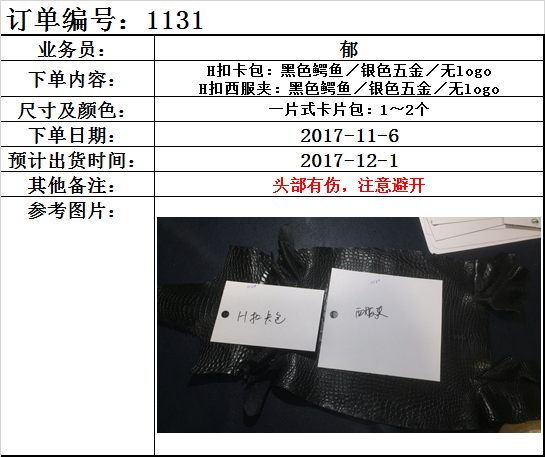 订单编号：1131
业务员：
郁
下单内容：
H扣卡包：黑色鳄鱼／银色五金／无logo
H扣西服夹：黑色鳄鱼／银色五金／无logo
尺寸及颜色：
一片式卡片包：1～2个
下单日期：
2017-11-6
预计出货时间：
2017-12-1
其他备注：
头部有伤，注意避开
参考图片：
H扣卡包
西服夹